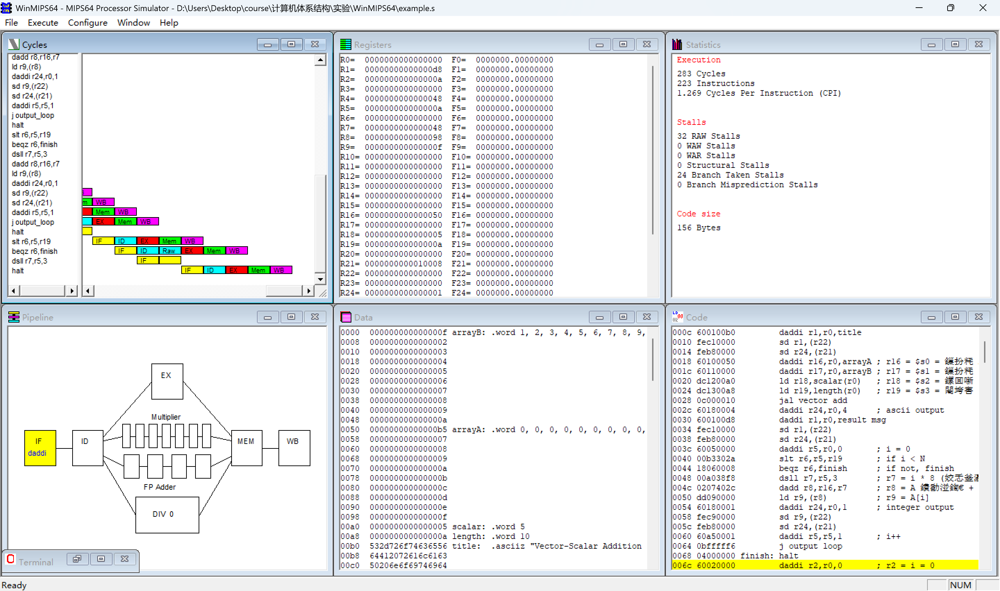 WinMIPS64 - MIPS64 Processor Simulator - D:\Users\Desktop\course\计算机体系结构\实验\WinMIPS64\example.s
File Execute Configure Window Help
Cycles
dadd r8,r16,r7
ld r9,(r8)
daddi r24,r0,1
sd r9,(r22)
sd r24,(r21)
daddi r5,r5,1
j output_loop
halt
slt r6,r5,r19
beqz r6,finish
dsll r7,r5,3
dadd r8,r16,r7
ld r9,(r8)
daddi r24,r0,1
sd r9,(r22)
sd r24,(r21) WB
daddi r5,r5,1 Mem WB
j output_loop EX Mem WB
halt
slt r6,r5,r19 IF ID EX Mem WB
beqz r6,finish IF ID Raw EX Mem WB
dsll r7,r5,3 IF
halt IF ID EX Mem WB
Registers
R0= 0000000000000000 F0= 0000000.00000000
R1= 00000000000000d8 F1= 0000000.00000000
R2= 000000000000000a F2= 0000000.00000000
R3= 0000000000000000 F3= 0000000.00000000
R4= 0000000000000048 F4= 0000000.00000000
R5= 000000000000000a F5= 0000000.00000000
R6= 0000000000000000 F6= 0000000.00000000
R7= 0000000000000048 F7= 0000000.00000000
R8= 0000000000000098 F8= 0000000.00000000
R9= 000000000000000f F9= 0000000.00000000
R10= 0000000000000000 F10= 0000000.00000000
R11= 0000000000000000 F11= 0000000.00000000
R12= 0000000000000000 F12= 0000000.00000000
R13= 0000000000000000 F13= 0000000.00000000
R14= 0000000000000000 F14= 0000000.00000000
R15= 0000000000000000 F15= 0000000.00000000
R16= 0000000000000050 F16= 0000000.00000000
R17= 0000000000000000 F17= 0000000.00000000
R18= 0000000000000005 F18= 0000000.00000000
R19= 000000000000000a F19= 0000000.00000000
R20= 0000000000000000 F20= 0000000.00000000
R21= 0000000000010008 F21= 0000000.00000000
R22= 0000000000000000 F22= 0000000.00000000
R23= 0000000000000000 F23= 0000000.00000000
R24= 0000000000000001 F24= 0000000.00000000
Statistics
Execution
283 Cycles
223 Instructions
1.269 Cycles Per Instruction (CPI)
Stalls
32 RAW Stalls
0 WAW Stalls
0 WAR Stalls
0 Structural Stalls
24 Branch Taken Stalls
0 Branch Misprediction Stalls
Code size
156 Bytes
Pipeline
EX
Multiplier
IF
daddi
ID
MEM
WB
FP Adder
DIV 0
Terminal
Data
0000 000000000000000f arrayB: .word 1, 2, 3, 4, 5, 6, 7, 8, 9,
0008 0000000000000002
0010 0000000000000003
0018 0000000000000004
0020 0000000000000005
0028 0000000000000006
0030 0000000000000007
0038 0000000000000008
0040 0000000000000009
0048 000000000000000a
0050 00000000000000b5 arrayA: .word 0, 0, 0, 0, 0, 0, 0, 0, 0,
0058 0000000000000007
0060 0000000000000008
0068 0000000000000009
0070 000000000000000a
0078 000000000000000b
0080 000000000000000c
0088 000000000000000d
0090 000000000000000e
0098 000000000000000f
00a0 0000000000000005 scalar: .word 5
00a8 000000000000000a length: .word 10
00b0 532d726f74636556 title: .asciiz "Vector-Scalar Addition
00b8 64412072616c6163
00c0 50206e6f69746964
Code
000c 600100b0 daddi r1,r0,title
0010 fec10000 sd r1,(r22)
0014 feb80000 sd r24,(r21)
0018 60100050 daddi r16,r0,arrayA ; r16 = $s0 =
001c 60110000 daddi r17,r0,arrayB ; r17 = $s1 =
0020 dc1200a0 ld r18,scalar(r0) ; r18 = $s2 =
0024 dc1300a8 ld r19,length(r0) ; r19 = $s3 =
0028 0c000010 jal vector add
002c 60180004 daddi r24,r0,4 ; ascii output
0030 600100d8 daddi r1,r0,result msg
0034 fec10000 sd r1,(r22)
0038 feb80000 sd r24,(r21)
003c 60050000 daddi r5,r0,0 ; i = 0
0040 00b3302a slt r6,r5,r19 ; if i < N
0044 18060008 beqz r6,finish ; if not, finish
0048 00a038f8 dsll r7,r5,3 ; r7 = i * 8 (
004c 0207402c dadd r8,r16,r7 ; r8 = A +
0050 dd090000 ld r9,(r8) ; r9 = A[i]
0054 60180001 daddi r24,r0,1 ; integer output
0058 fec90000 sd r9,(r22)
005c feb80000 sd r24,(r21)
0060 60a50001 daddi r5,r5,1 ; i++
0064 0bfffff6 j output loop
0068 04000000 finish: halt
006c 60020000 daddi r2,r0,0 ; r2 = i = 0
Ready
NUM